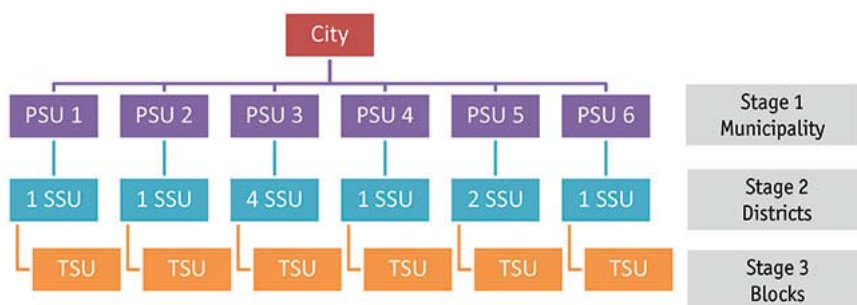 City
PSU 1 PSU 2 PSU 3 PSU 4 PSU 5 PSU 6
Stage 1
Municipality
1 SSU 1 SSU 4 SSU 1 SSU 2 SSU 1 SSU
Stage 2
Districts
TSU TSU TSU TSU TSU TSU
Stage 3
Blocks